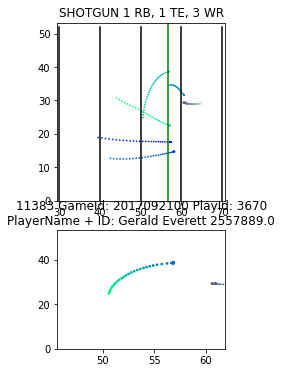 SHOTGUN 1 RB, 1 TE, 3 WR
50
40
30
20
10
0
30 40 50 60 70
11385 GameId: 2017092100 PlayId: 3670
PlayerName + ID: Gerald Everett 2557889.0
40
20
0
50 55 60